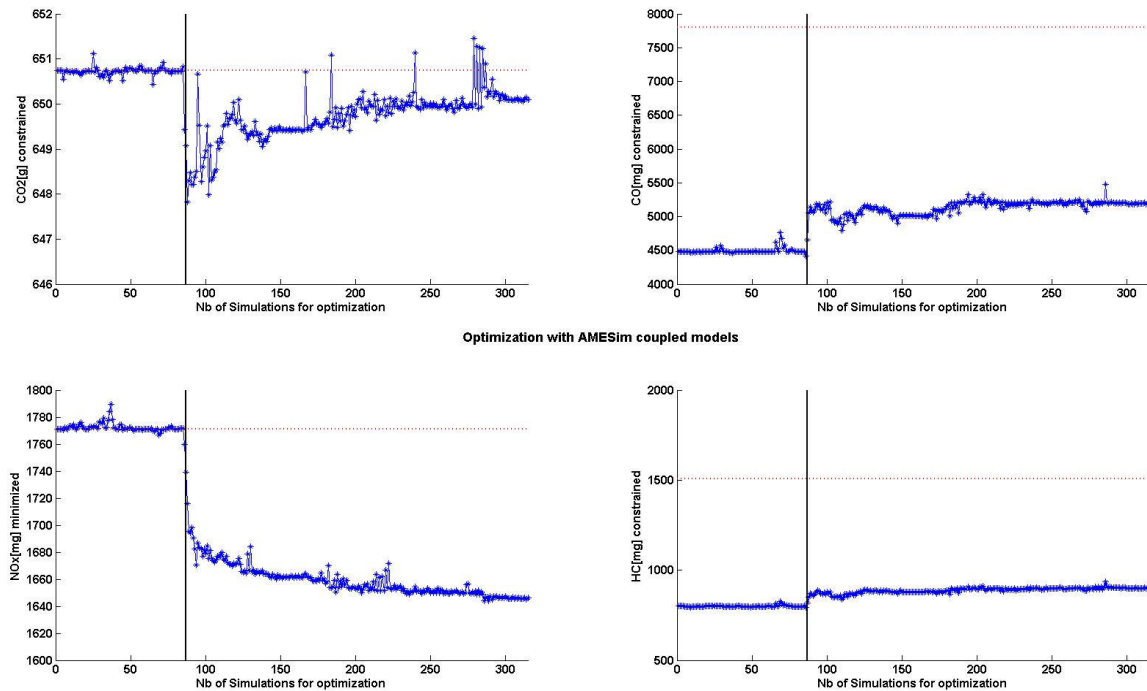 652
651
650
649
648
647
646
CO2[g] constrained
0 50 100 150 200 250 300
Nb of Simulations for optimization
8000
7500
7000
6500
6000
5500
5000
4500
4000
CO[mg] constrained
0 50 100 150 200 250 300
Nb of Simulations for optimization
Optimization with AMESim coupled models
1800
1780
1760
1740
1720
1700
1680
1660
1640
1620
1600
NOx[mg] minimized
0 50 100 150 200 250 300
Nb of Simulations for optimization
2000
1500
1000
500
HC[mg] constrained
0 50 100 150 200 250 300
Nb of Simulations for optimization